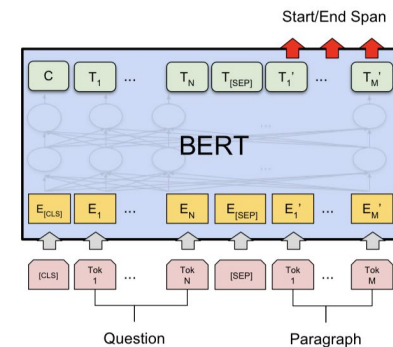 Start/End Span
C T1 ... TN T[SEP] T1' ... TM'
...
BERT
...
E[CLS] E1 ... EN E[SEP] E1' ... EM'
[CLS] Tok 1 ... Tok N [SEP] Tok 1 ... Tok M
Question Paragraph